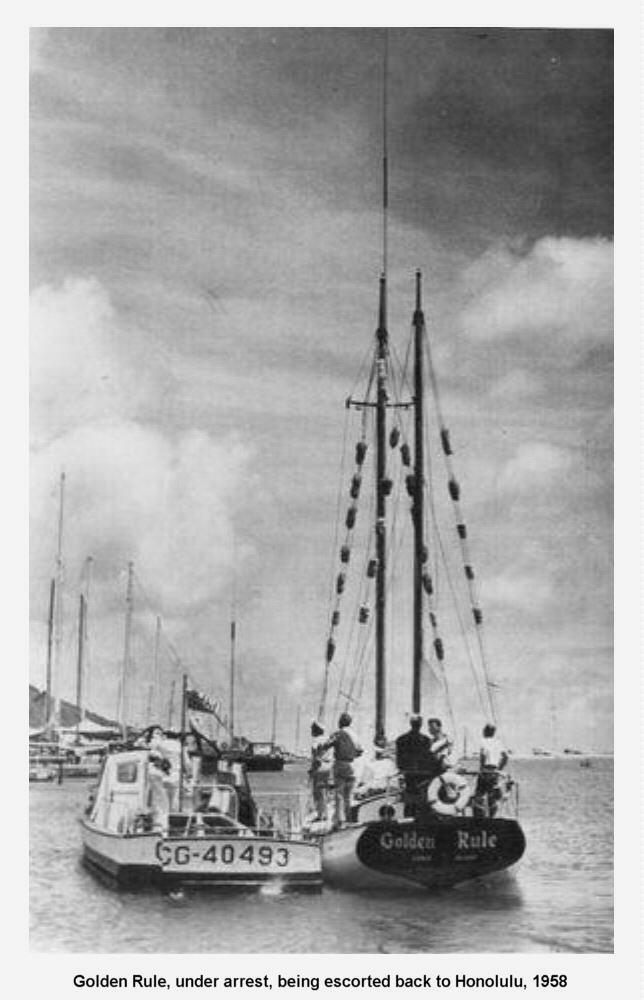 CG-40493
Golden Rule
Golden Rule, under arrest, being escorted back to Honolulu, 1958